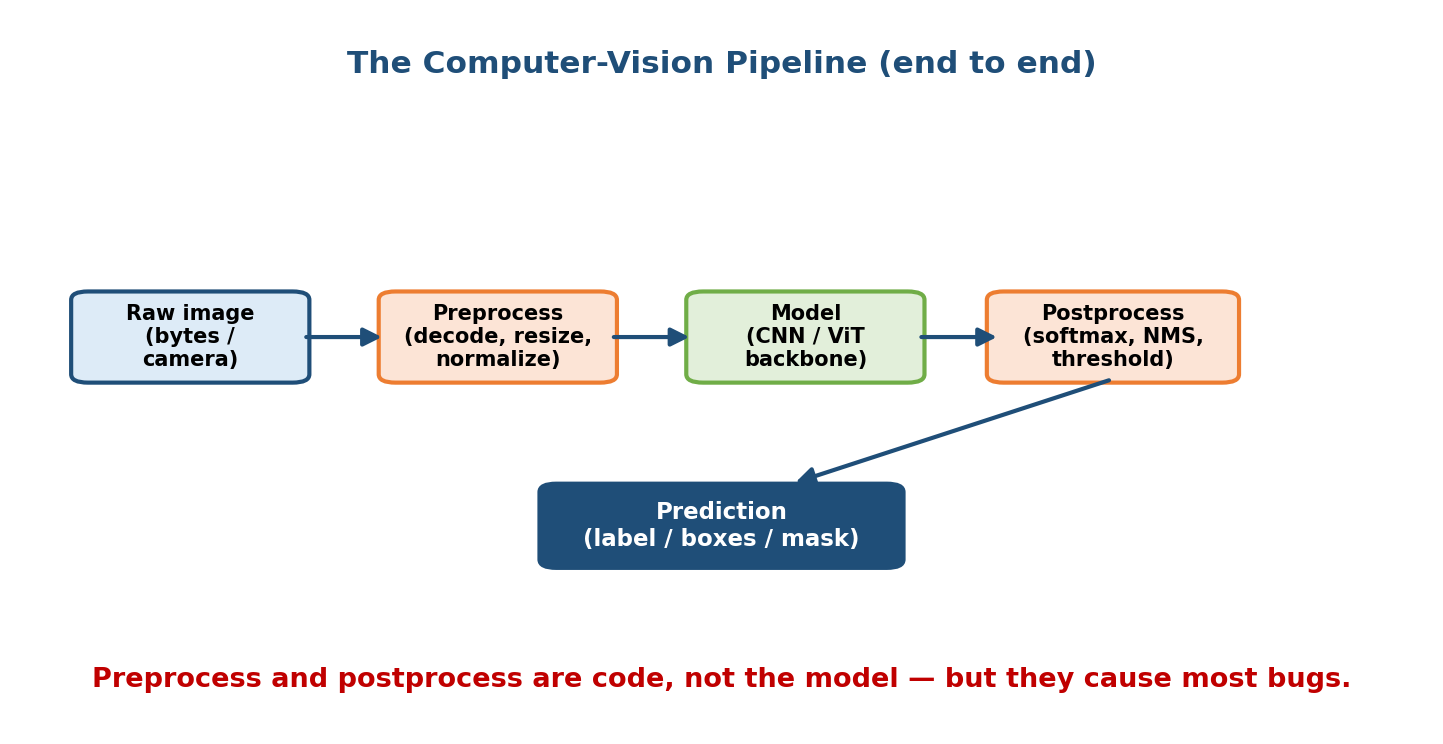 The Computer-Vision Pipeline (end to end)
Raw image
(bytes /
camera)
Preprocess
(decode, resize,
normalize)
Model
(CNN / ViT
backbone)
Postprocess
(softmax, NMS,
threshold)
Prediction
(label / boxes / mask)
Preprocess and postprocess are code, not the model — but they cause most bugs.